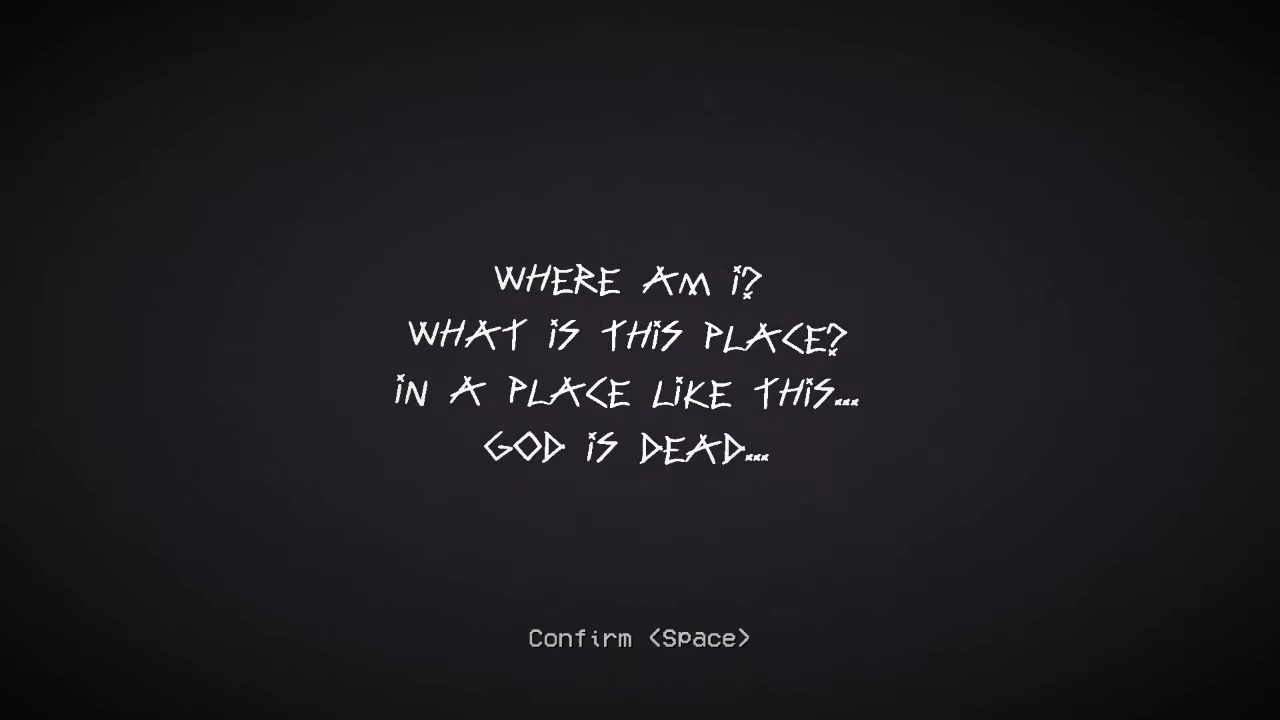 WHERE AM i?
WHAT iS THiS PLACE?
iN A PLACE LiKE THiS...
GOD iS DEAD...
Confirm <Space>